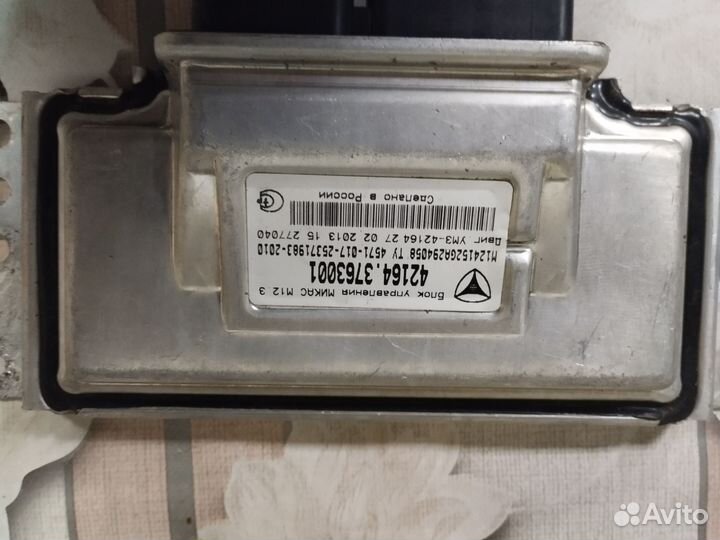 Блок управления МИКАС М12.3
42164.3763001
M124152GA294058 ТУ 4571-017-25371983-2010
Двиг УМЗ-42164 27 02 2013 15 277040
Сделано в России
Avito